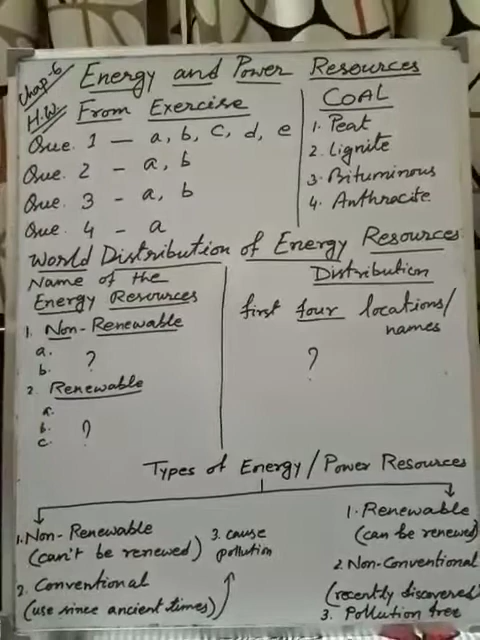 Chap-6
Energy and Power Resources
H.W. From Exercise
Que. 1 — a, b, c, d, e
Que. 2 - a, b
Que. 3 - a, b
Que. 4 - a
COAL
1. Peat
2. Lignite
3. Bituminous
4. Anthracite
World Distribution of Energy Resources
Name of the
Energy Resources
1. Non-Renewable
a.
b. ?
2. Renewable
a.
b. ?
c.
Distribution
first four locations/
names
?
Types of Energy/Power Resources
1. Non-Renewable
(can't be renewed)
2. Conventional
(use since ancient times)
3. cause
pollution
1. Renewable
(can be renewed)
2 Non-Conventional
(recently discovered)
3. Pollution free